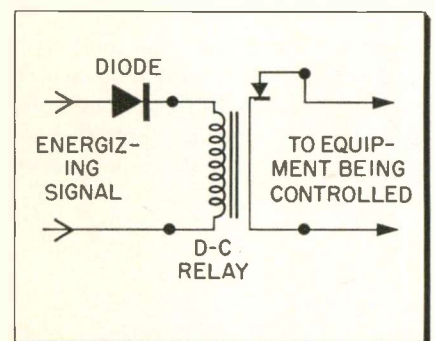 DIODE
ENERGIZ-
ING
SIGNAL
TO EQUIP-
MENT BEING
CONTROLLED
D-C
RELAY